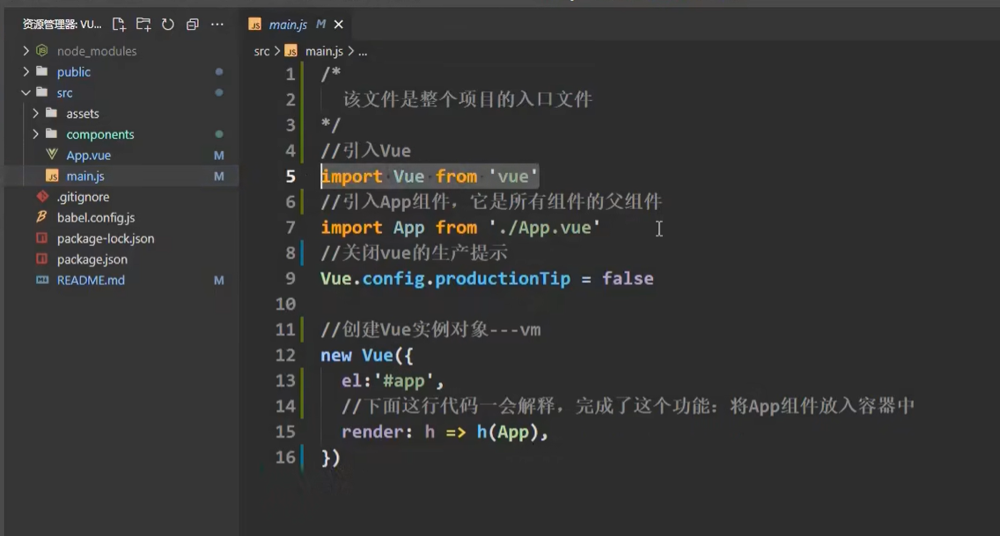 资源管理器: VU...
node_modules
public
src
assets
components
App.vue M
main.js M
.gitignore
babel.config.js
package-lock.json
package.json
README.md M
JS main.js M
src JS main.js ...
1 /*
2 该文件是整个项目的入口文件
3 */
4 //引入Vue
5 import Vue from 'vue'
6 //引入App组件，它是所有组件的父组件
7 import App from './App.vue'
8 //关闭vue的生产提示
9 Vue.config.productionTip = false
10
11 //创建Vue实例对象---vm
12 new Vue({
13 el:'#app',
14 //下面这行代码一会解释，完成了这个功能：将App组件放入容器中
15 render: h => h(App),
16 })